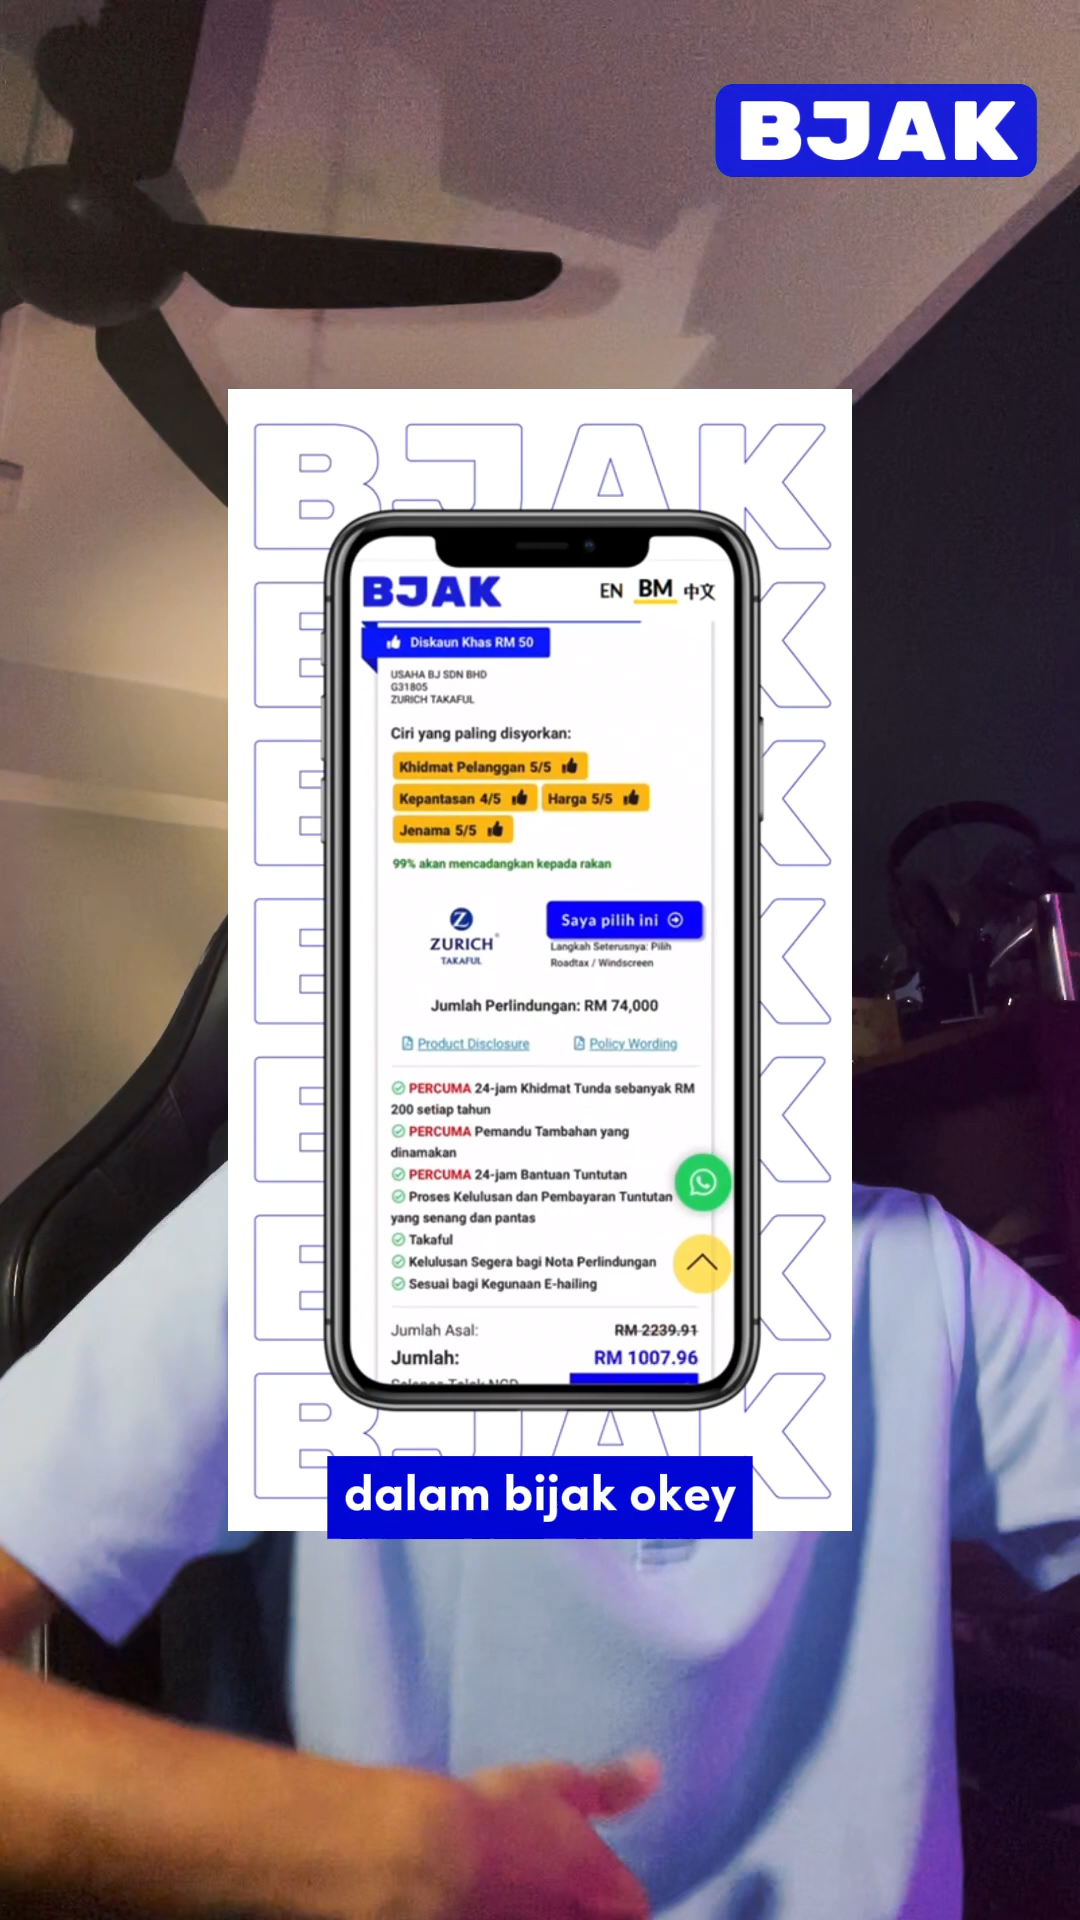 BJAK
BJAK
BJAK
EN BM 中文
Diskaun Khas RM 50
USAHA BJ SDN BHD
G31805
ZURICH TAKAFUL
Ciri yang paling disyorkan:
Khidmat Pelanggan 5/5
Kepantasan 4/5 Harga 5/5
Jenama 5/5
99% akan mencadangkan kepada rakan
Z
ZURICH
TAKAFUL
Saya pilih ini
Langkah Seterusnya: Pilih
Roadtax / Windscreen
Jumlah Perlindungan: RM 74,000
Product Disclosure Policy Wording
PERCUMA 24-jam Khidmat Tunda sebanyak RM
200 setiap tahun
PERCUMA Pemandu Tambahan yang
dinamakan
PERCUMA 24-jam Bantuan Tuntutan
Proses Kelulusan dan Pembayaran Tuntutan
yang senang dan pantas
Takaful
Kelulusan Segera bagi Nota Perlindungan
Sesuai bagi Kegunaan E-hailing
Jumlah Asal: RM 2239.91
Jumlah: RM 1007.96
BJAK
dalam bijak okey